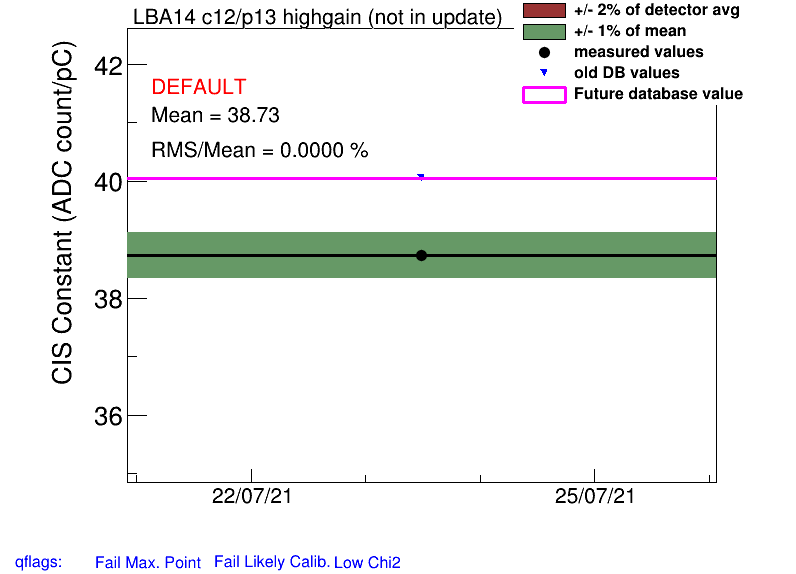 LBA14 c12/p13 highgain (not in update)
+/- 2% of detector avg
+/- 1% of mean
measured values
old DB values
Future database value
DEFAULT
Mean = 38.73
RMS/Mean = 0.0000 %
CIS Constant (ADC count/pC)
42
40
38
36
22/07/21 25/07/21
qflags: Fail Max. Point Fail Likely Calib. Low Chi2